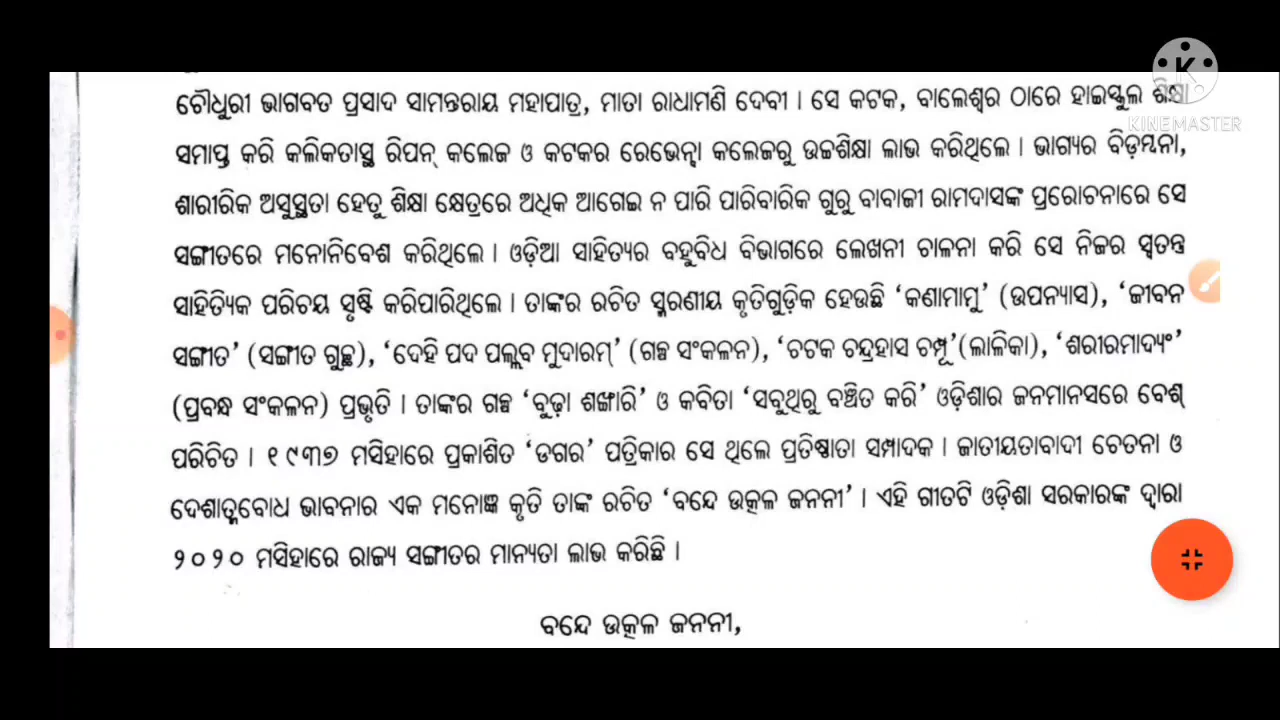 KINEMASTER
ଚୌଧୁରୀ ଭାଗବତ ପ୍ରସାଦ ସାମନ୍ତରାୟ ମହାପାତ୍ର, ମାତା ରାଧାମଣି ଦେବୀ । ସେ କଟକ, ବାଲେଶ୍ୱର ଠାରେ ହାଇସ୍କୁଲ ଶିକ୍ଷା
ସମାପ୍ତ କରି କଲିକତାସ୍ଥ ରିପନ୍ କଲେଜ ଓ କଟକର ରେଭେନ୍ସା କଲେଜରୁ ଉଚ୍ଚଶିକ୍ଷା ଲାଭ କରିଥିଲେ । ଭାଗ୍ୟର ବିଡ଼ମ୍ବନା,
ଶାରୀରିକ ଅସୁସ୍ଥତା ହେତୁ ଶିକ୍ଷା କ୍ଷେତ୍ରରେ ଅଧିକ ଆଗେଇ ନ ପାରି ପାରିବାରିକ ଗୁରୁ ବାବାଜୀ ରାମଦାସଙ୍କ ପ୍ରରୋଚନାରେ ସେ
ସଙ୍ଗୀତରେ ମନୋନିବେଶ କରିଥିଲେ । ଓଡ଼ିଆ ସାହିତ୍ୟର ବହୁବିଧ ବିଭାଗରେ ଲେଖନୀ ଚାଳନା କରି ସେ ନିଜର ସ୍ୱତନ୍ତ୍ର
ସାହିତ୍ୟିକ ପରିଚୟ ସୃଷ୍ଟି କରିପାରିଥିଲେ । ତାଙ୍କର ରଚିତ ସ୍ମରଣୀୟ କୃତିଗୁଡ଼ିକ ହେଉଛି ‘କଣାମାମୁ’ (ଉପନ୍ୟାସ), ‘ଜୀବନ
ସଙ୍ଗୀତ’ (ସଙ୍ଗୀତ ଗୁଚ୍ଛ), ‘ଦେହି ପଦ ପଲ୍ଲବ ମୁଦାରମ୍’ (ଗଳ୍ପ ସଂକଳନ), ‘ଚଟକ ଚନ୍ଦ୍ରହାସ ଚମ୍ପୂ’(ଲାଳିକା), ‘ଶରୀରମାଦ୍ୟଂ’
(ପ୍ରବନ୍ଧ ସଂକଳନ) ପ୍ରଭୃତି । ତାଙ୍କର ଗଳ୍ପ ‘ବୁଢ଼ା ଶଙ୍ଖାରି’ ଓ କବିତା ‘ସବୁଥିରୁ ବଞ୍ଚିତ କରି’ ଓଡ଼ିଶାର ଜନମାନସରେ ବେଶ୍
ପରିଚିତ । ୧୯୩୭ ମସିହାରେ ପ୍ରକାଶିତ ‘ଡଗର’ ପତ୍ରିକାର ସେ ଥିଲେ ପ୍ରତିଷ୍ଠାତା ସମ୍ପାଦକ । ଜାତୀୟତାବାଦୀ ଚେତନା ଓ
ଦେଶାତ୍ମବୋଧ ଭାବନାର ଏକ ମନୋଜ୍ଞ କୃତି ତାଙ୍କ ରଚିତ ‘ବନ୍ଦେ ଉତ୍କଳ ଜନନୀ’ । ଏହି ଗୀତଟି ଓଡ଼ିଶା ସରକାରଙ୍କ ଦ୍ୱାରା
୨୦୨୦ ମସିହାରେ ରାଜ୍ୟ ସଙ୍ଗୀତର ମାନ୍ୟତା ଲାଭ କରିଛି ।
ବନ୍ଦେ ଉତ୍କଳ ଜନନୀ,